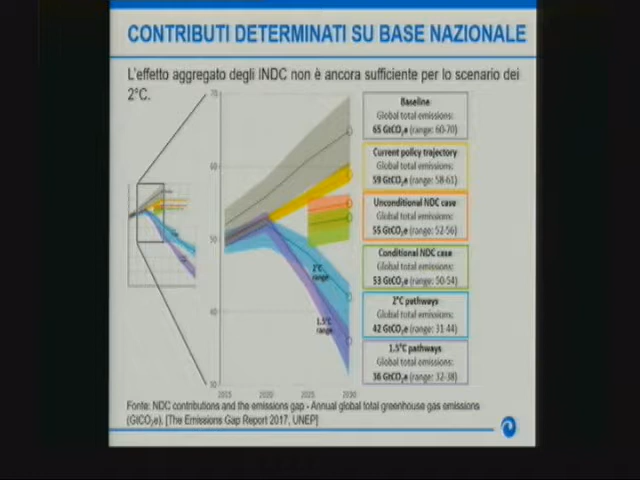 CONTRIBUTI DETERMINATI SU BASE NAZIONALE
L'effetto aggregato degli INDC non è ancora sufficiente per lo scenario dei
2°C.
70
60
50
40
30
2015 2020 2025 2030
2°C
range
1.5°C
range
Baseline
Global total emissions:
65 GtCO₂e (range: 60-70)
Current policy trajectory
Global total emissions:
59 GtCO₂e (range: 58-61)
Unconditional NDC case
Global total emissions:
55 GtCO₂e (range: 52-56)
Conditional NDC case
Global total emissions:
53 GtCO₂e (range: 50-54)
2°C pathways
Global total emissions:
42 GtCO₂e (range: 31-44)
1.5°C pathways
Global total emissions:
36 GtCO₂e (range: 32-38)
Fonte: NDC contributions and the emissions gap - Annual global total greenhouse gas emissions
(GtCO₂e). [The Emissions Gap Report 2017, UNEP]